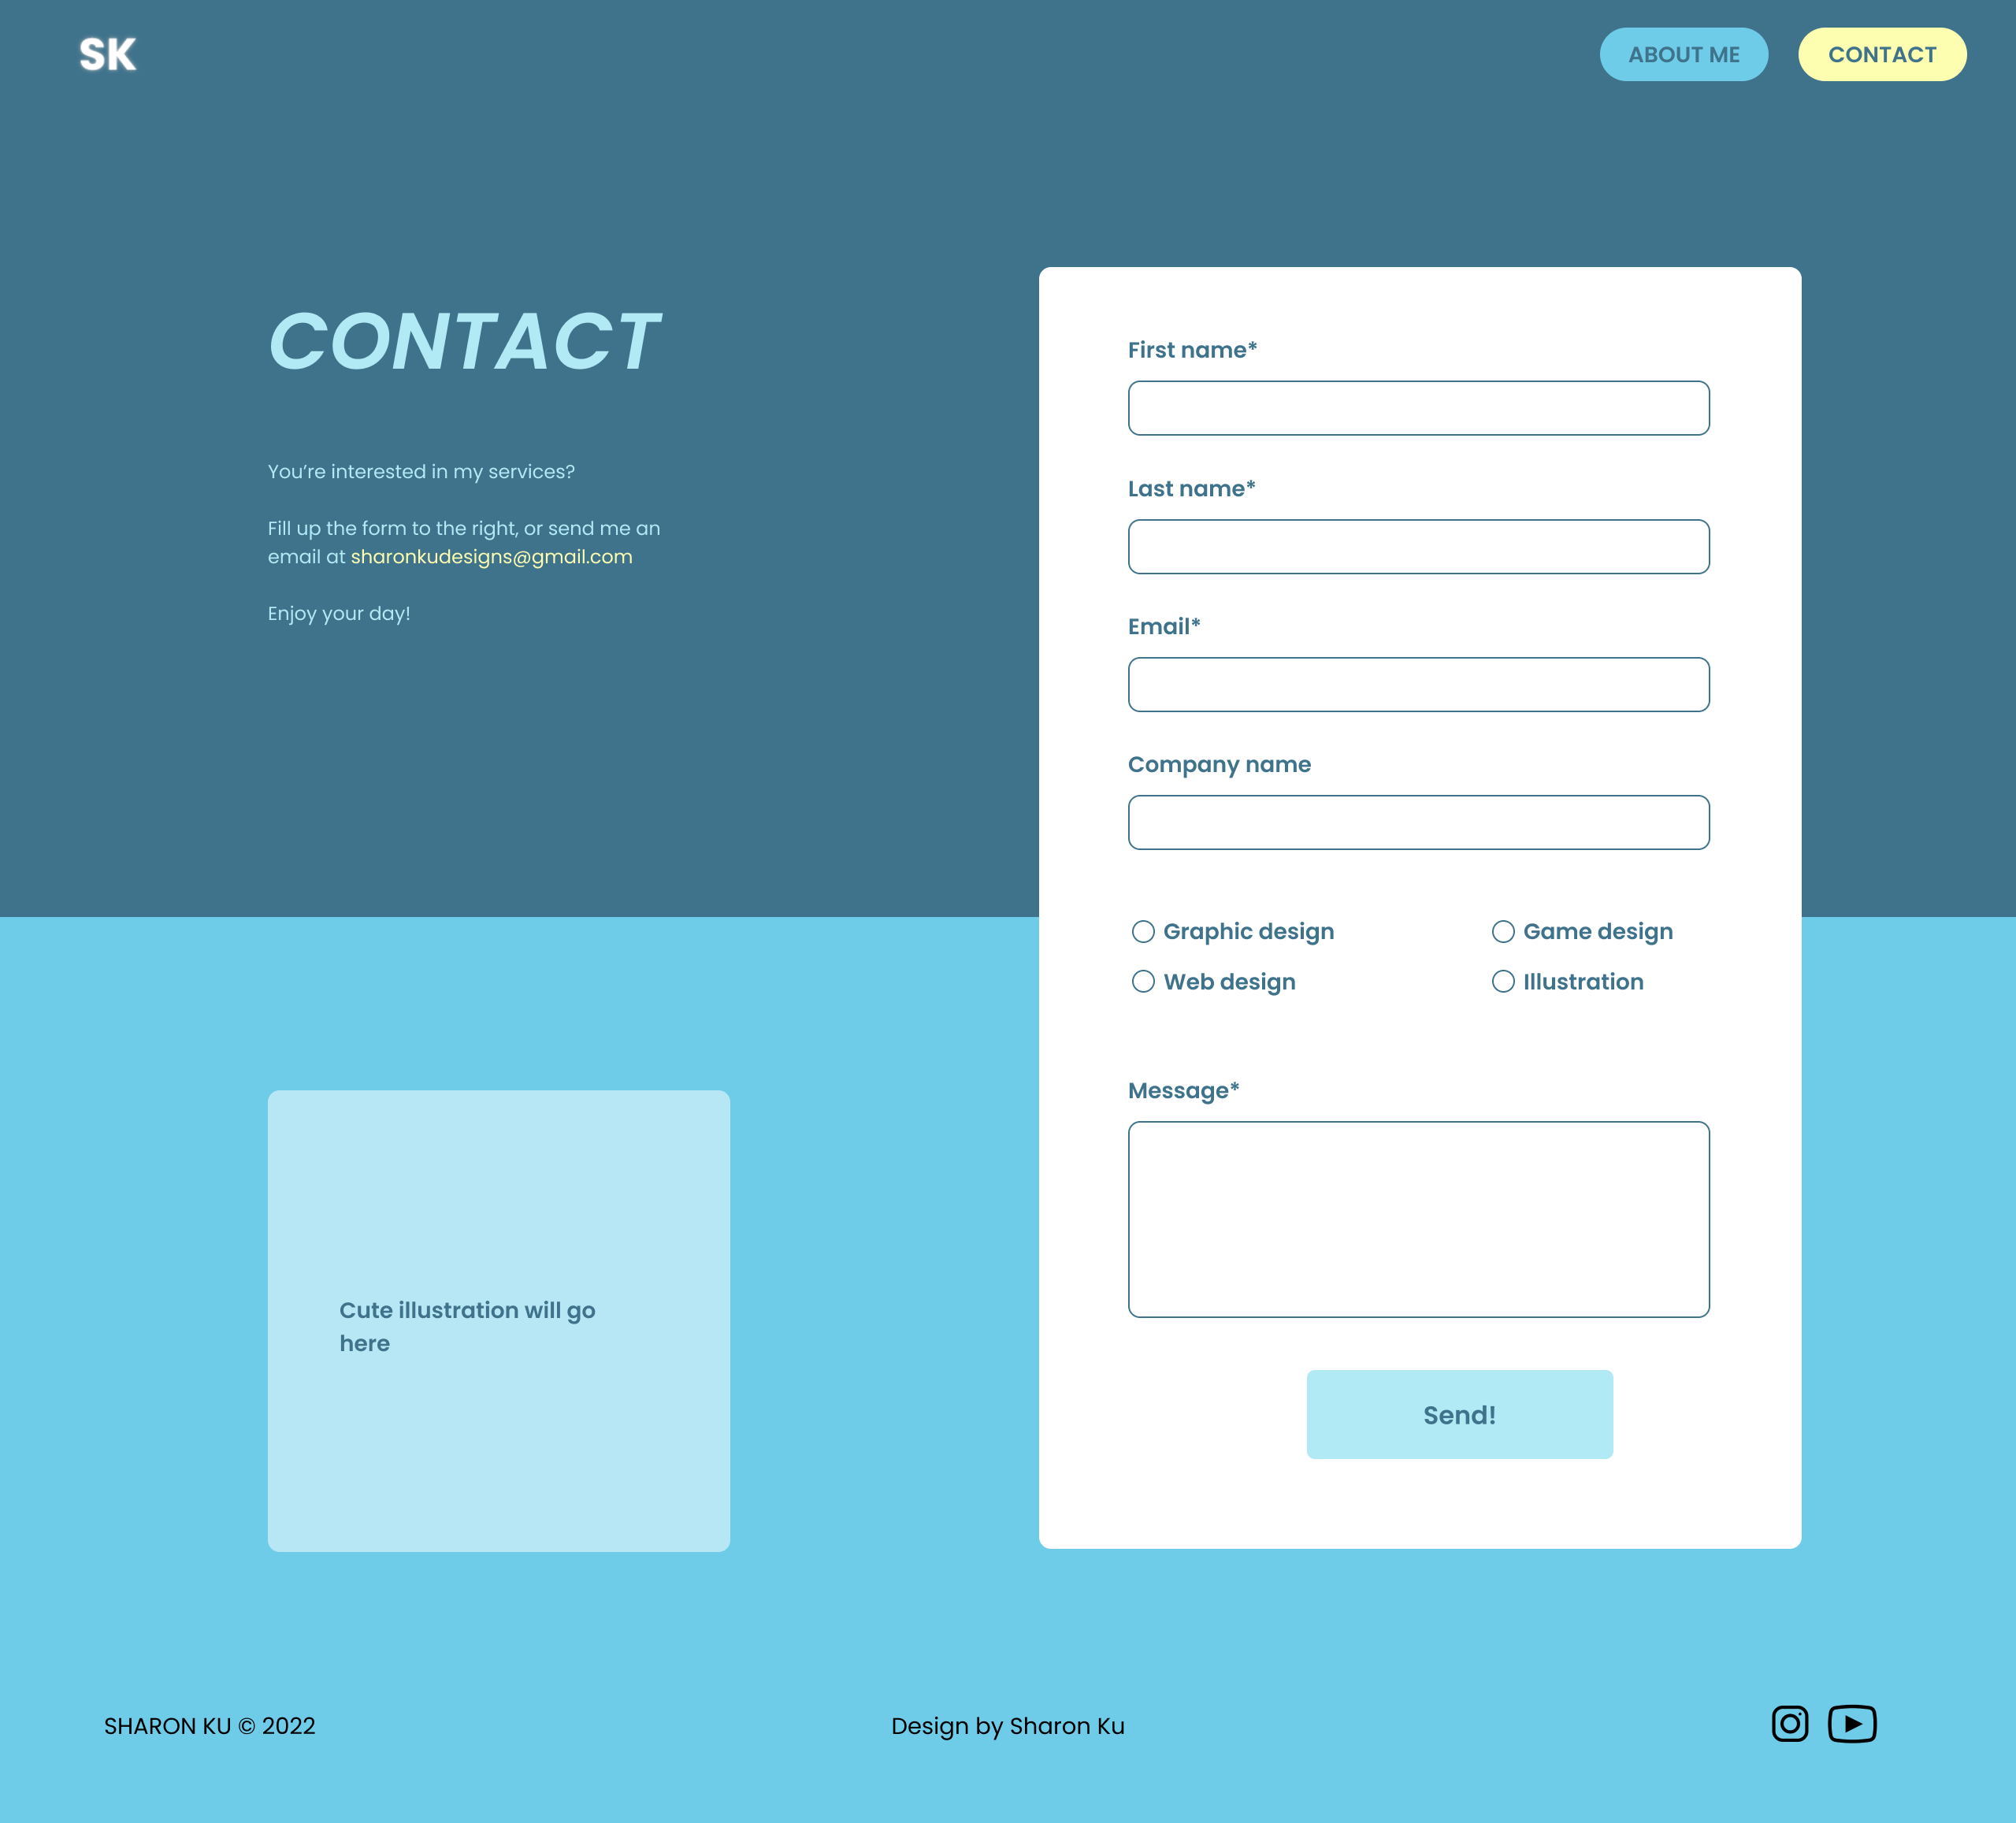 SK
ABOUT ME
CONTACT
CONTACT
You’re interested in my services?
Fill up the form to the right, or send me an
email at sharonkudesigns@gmail.com
Enjoy your day!
First name*
Last name*
Email*
Company name
Graphic design
Game design
Web design
Illustration
Message*
Send!
Cute illustration will go
here
SHARON KU © 2022
Design by Sharon Ku